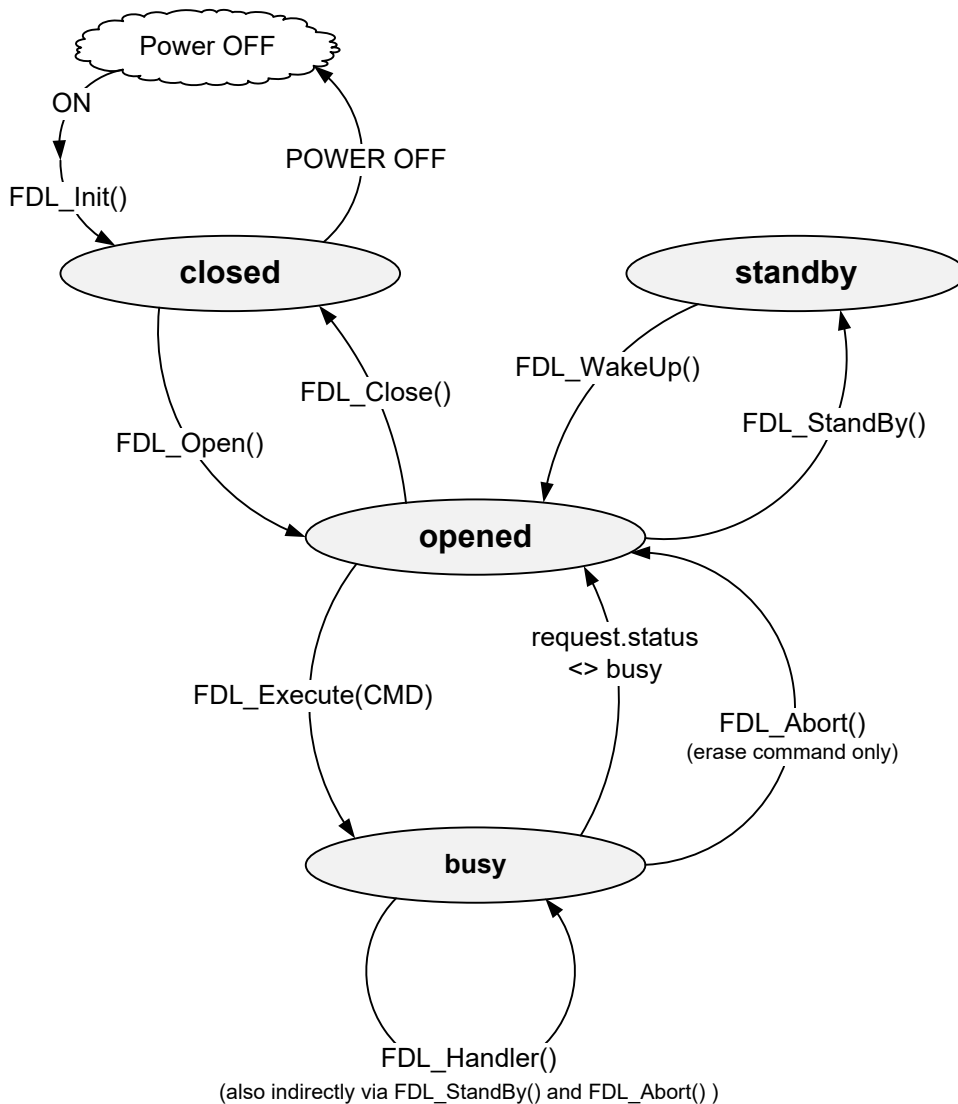 Power OFF
ON
POWER OFF
FDL_Init()
closed
standby
FDL_WakeUp()
FDL_Close()
FDL_StandBy()
FDL_Open()
opened
request.status
<> busy
FDL_Execute(CMD)
FDL_Abort()
(erase command only)
busy
FDL_Handler()
(also indirectly via FDL_StandBy() and FDL_Abort() )